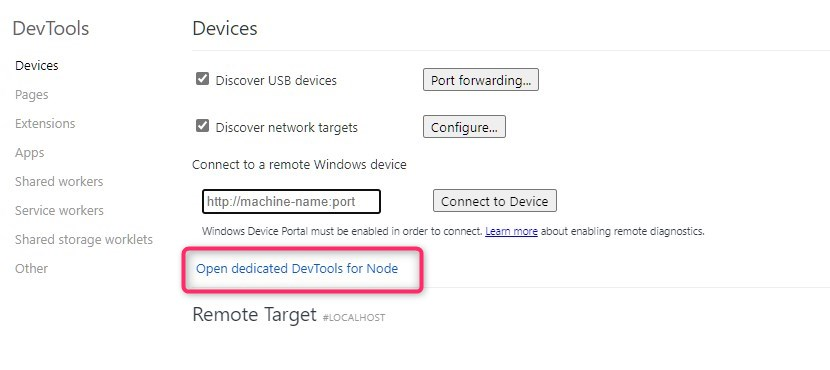 DevTools
Devices
Pages
Extensions
Apps
Shared workers
Service workers
Shared storage worklets
Other
Devices
Discover USB devices Port forwarding...
Discover network targets Configure...
Connect to a remote Windows device
http://machine-name:port Connect to Device
Windows Device Portal must be enabled in order to connect. Learn more about enabling remote diagnostics.
Open dedicated DevTools for Node
Remote Target #LOCALHOST